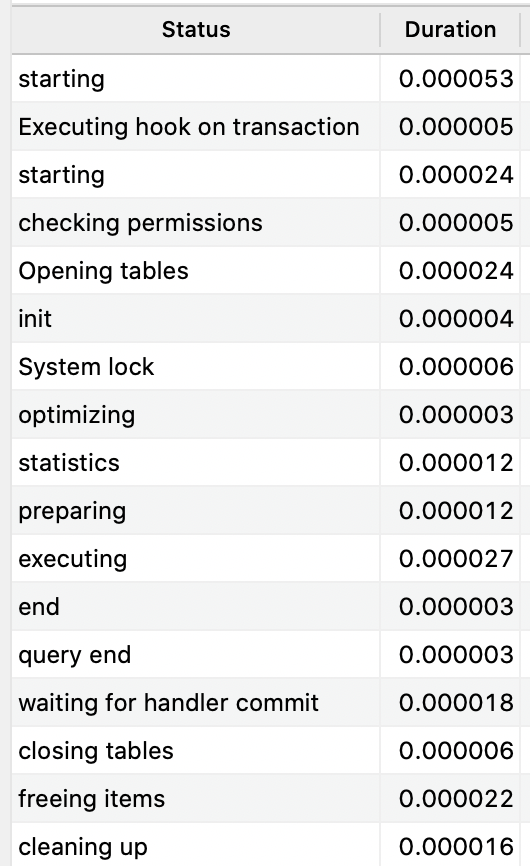 Status Duration
starting 0.000053
Executing hook on transaction 0.000005
starting 0.000024
checking permissions 0.000005
Opening tables 0.000024
init 0.000004
System lock 0.000006
optimizing 0.000003
statistics 0.000012
preparing 0.000012
executing 0.000027
end 0.000003
query end 0.000003
waiting for handler commit 0.000018
closing tables 0.000006
freeing items 0.000022
cleaning up 0.000016